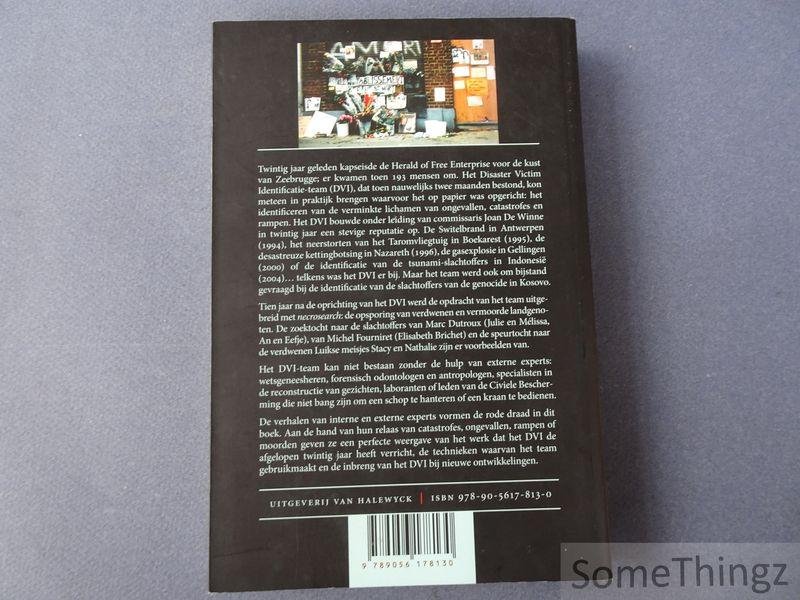 Twintig jaar geleden kapseisde de Herald of Free Enterprise voor de kust
van Zeebrugge; er kwamen toen 193 mensen om. Het Disaster Victim
Identificatie-team (DVI), dat toen nauwelijks twee maanden bestond, kon
meteen in praktijk brengen waarvoor het op papier was opgericht: het
identificeren van de verminkte lichamen van ongevallen, catastrofes en
rampen. Het DVI bouwde onder leiding van commissaris Joan De Winne
in twintig jaar een stevige reputatie op. De Switelbrand in Antwerpen
(1994), het neerstorten van het Taromvliegtuig in Boekarest (1995), de
desastreuze kettingbotsing in Nazareth (1996), de gasexplosie in Gellingen
(2000) of de identificatie van de tsunami-slachtoffers in Indonesië
(2004)... telkens was het DVI er bij. Maar het team werd ook om bijstand
gevraagd bij de identificatie van de slachtoffers van de genocide in Kosovo.
Tien jaar na de oprichting van het DVI werd de opdracht van het team uitge-
breid met necrosearch: de opsporing van verdwenen en vermoorde landgeno-
ten. De zoektocht naar de slachtoffers van Marc Dutroux (Julie en Mélissa,
An en Eefje), van Michel Fourniret (Elisabeth Brichet) en de speurtocht naar
de verdwenen Luikse meisjes Stacy en Nathalie zijn er voorbeelden van.
Het DVI-team kan niet bestaan zonder de hulp van externe experts:
wetsgeneesheren, forensisch odontologen en antropologen, specialisten in
de reconstructie van gezichten, laboranten of leden van de Civiele Bescher-
ming die niet bang zijn om een schop te hanteren of een kraan te bedienen.
De verhalen van interne en externe experts vormen de rode draad in dit
boek. Aan de hand van hun relaas van catastrofes, ongevallen, rampen of
moorden geven ze een perfecte weergave van het werk dat het DVI de
afgelopen twintig jaar heeft verricht, de technieken waarvan het team
gebruikmaakt en de inbreng van het DVI bij nieuwe ontwikkelingen.
UITGEVERIJ VAN HALEWYCK | ISBN 978-90-5617-813-0
9 789056 178130
SomeThingz